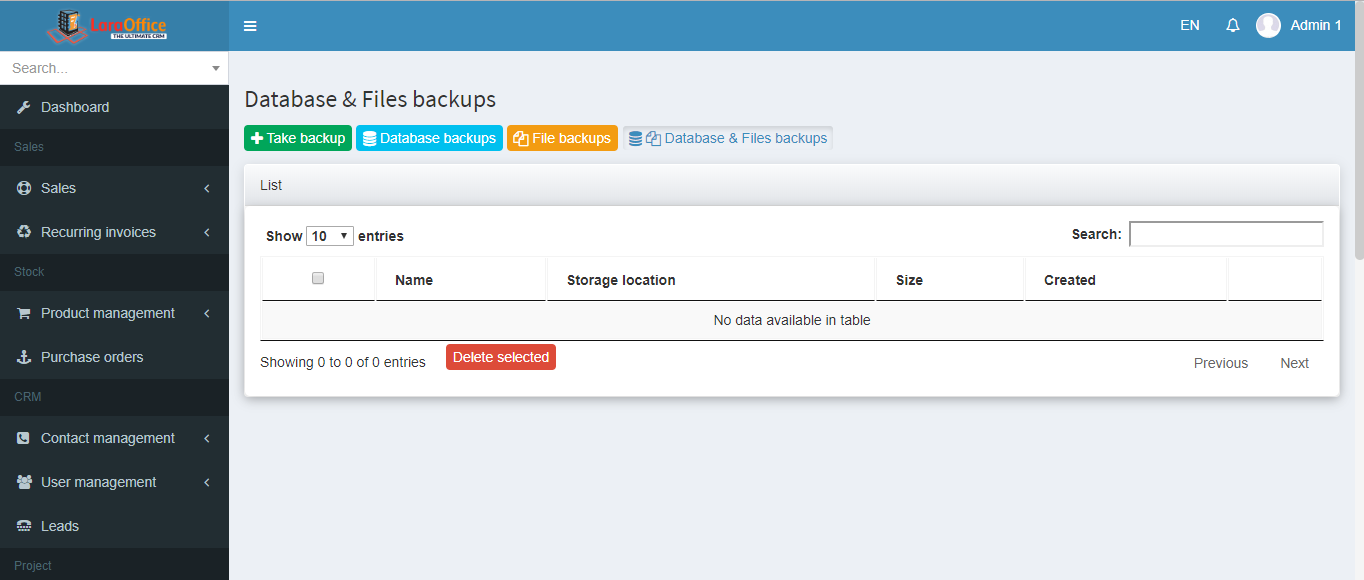 LaraOffice
THE ULTIMATE CRM
EN
Admin 1
Search...
Dashboard
Sales
Sales
Recurring invoices
Stock
Product management
Purchase orders
CRM
Contact management
User management
Leads
Project
Database & Files backups
Take backup
Database backups
File backups
Database & Files backups
List
Show 10 entries
Search:
Name Storage location Size Created
No data available in table
Showing 0 to 0 of 0 entries
Delete selected
Previous Next